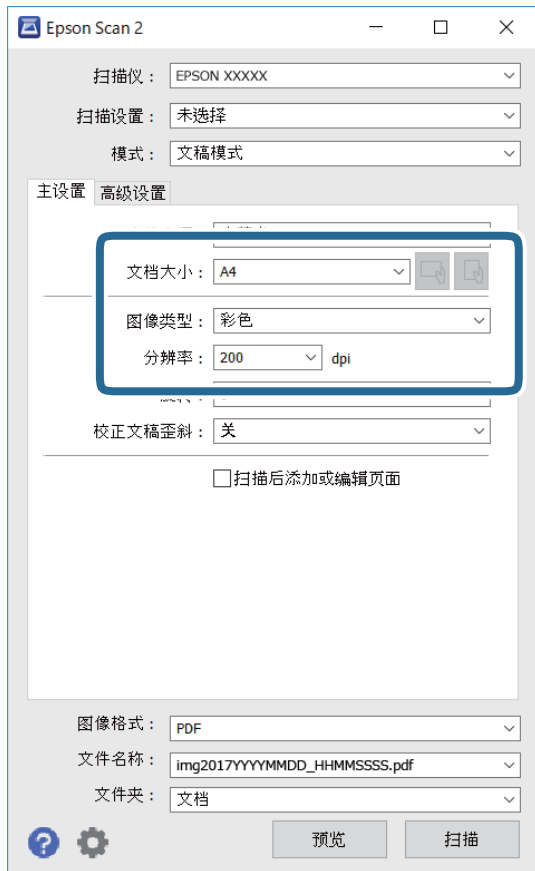 Epson Scan 2
扫描仪： EPSON XXXXX
扫描设置： 未选择
模式： 文稿模式
主设置 高级设置
文档大小： A4
图像类型： 彩色
分辨率： 200 dpi
校正文稿歪斜： 关
扫描后添加或编辑页面
图像格式： PDF
文件名称： img2017YYYYMMDD_HHMMSSSS.pdf
文件夹： 文档
? 预览 扫描